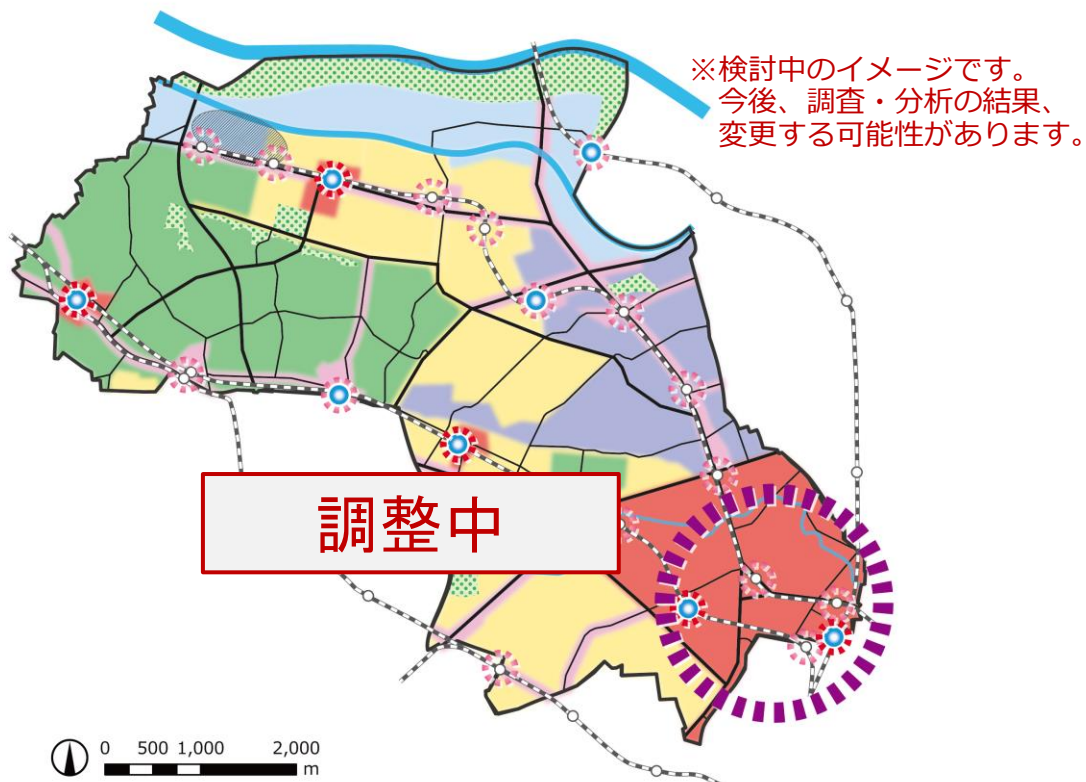 ※検討中のイメージです。
今後、調査・分析の結果、
変更する可能性があります。
調整中
0 500 1,000 2,000
m